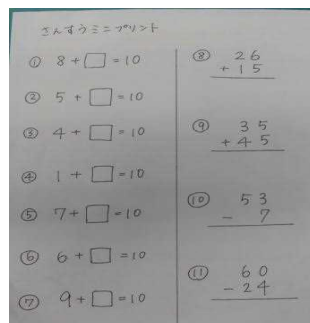 さんすうミニプリント
① 8 + □ = 10
② 5 + □ = 10
③ 4 + □ = 10
④ 1 + □ = 10
⑤ 7 + □ = 10
⑥ 6 + □ = 10
⑦ 9 + □ = 10
⑧ 26
+ 15
⑨ 35
+ 45
⑩ 53
- 7
⑪ 60
- 24